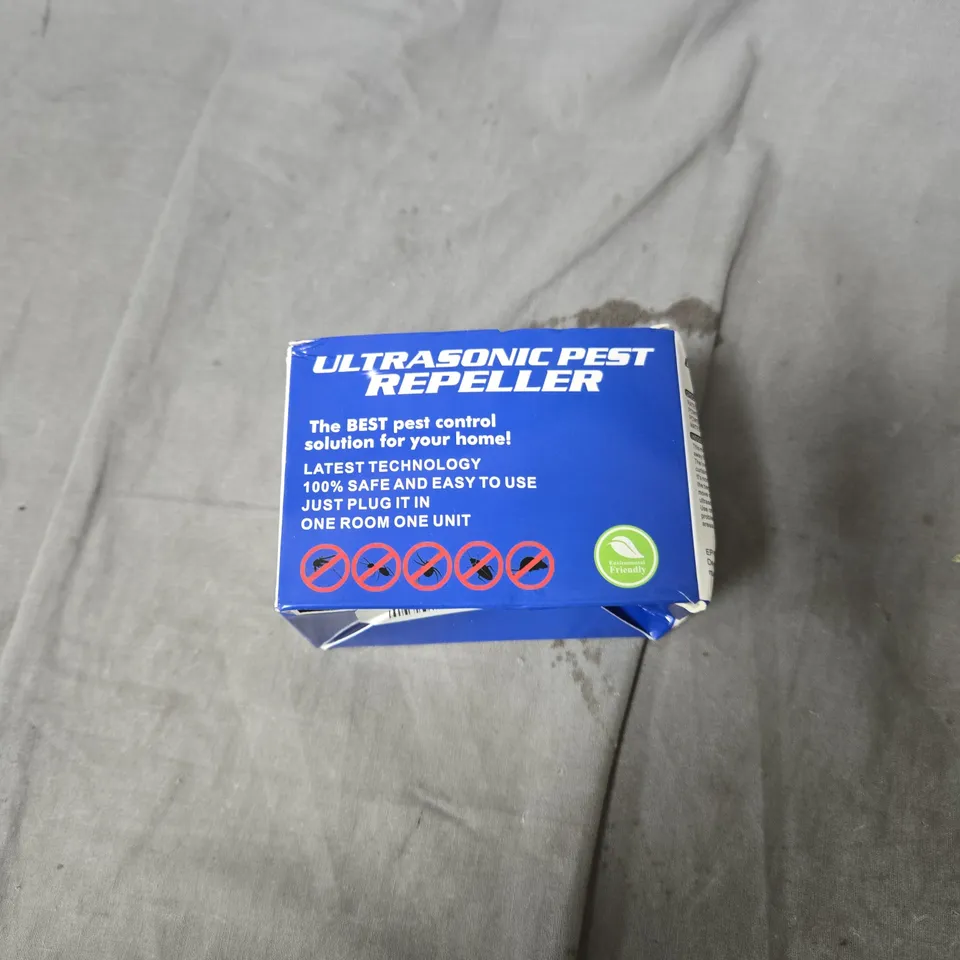 ULTRASONIC PEST
REPELLER
The BEST pest control
solution for your home!
LATEST TECHNOLOGY
100% SAFE AND EASY TO USE
JUST PLUG IT IN
ONE ROOM ONE UNIT
Environmental
Friendly